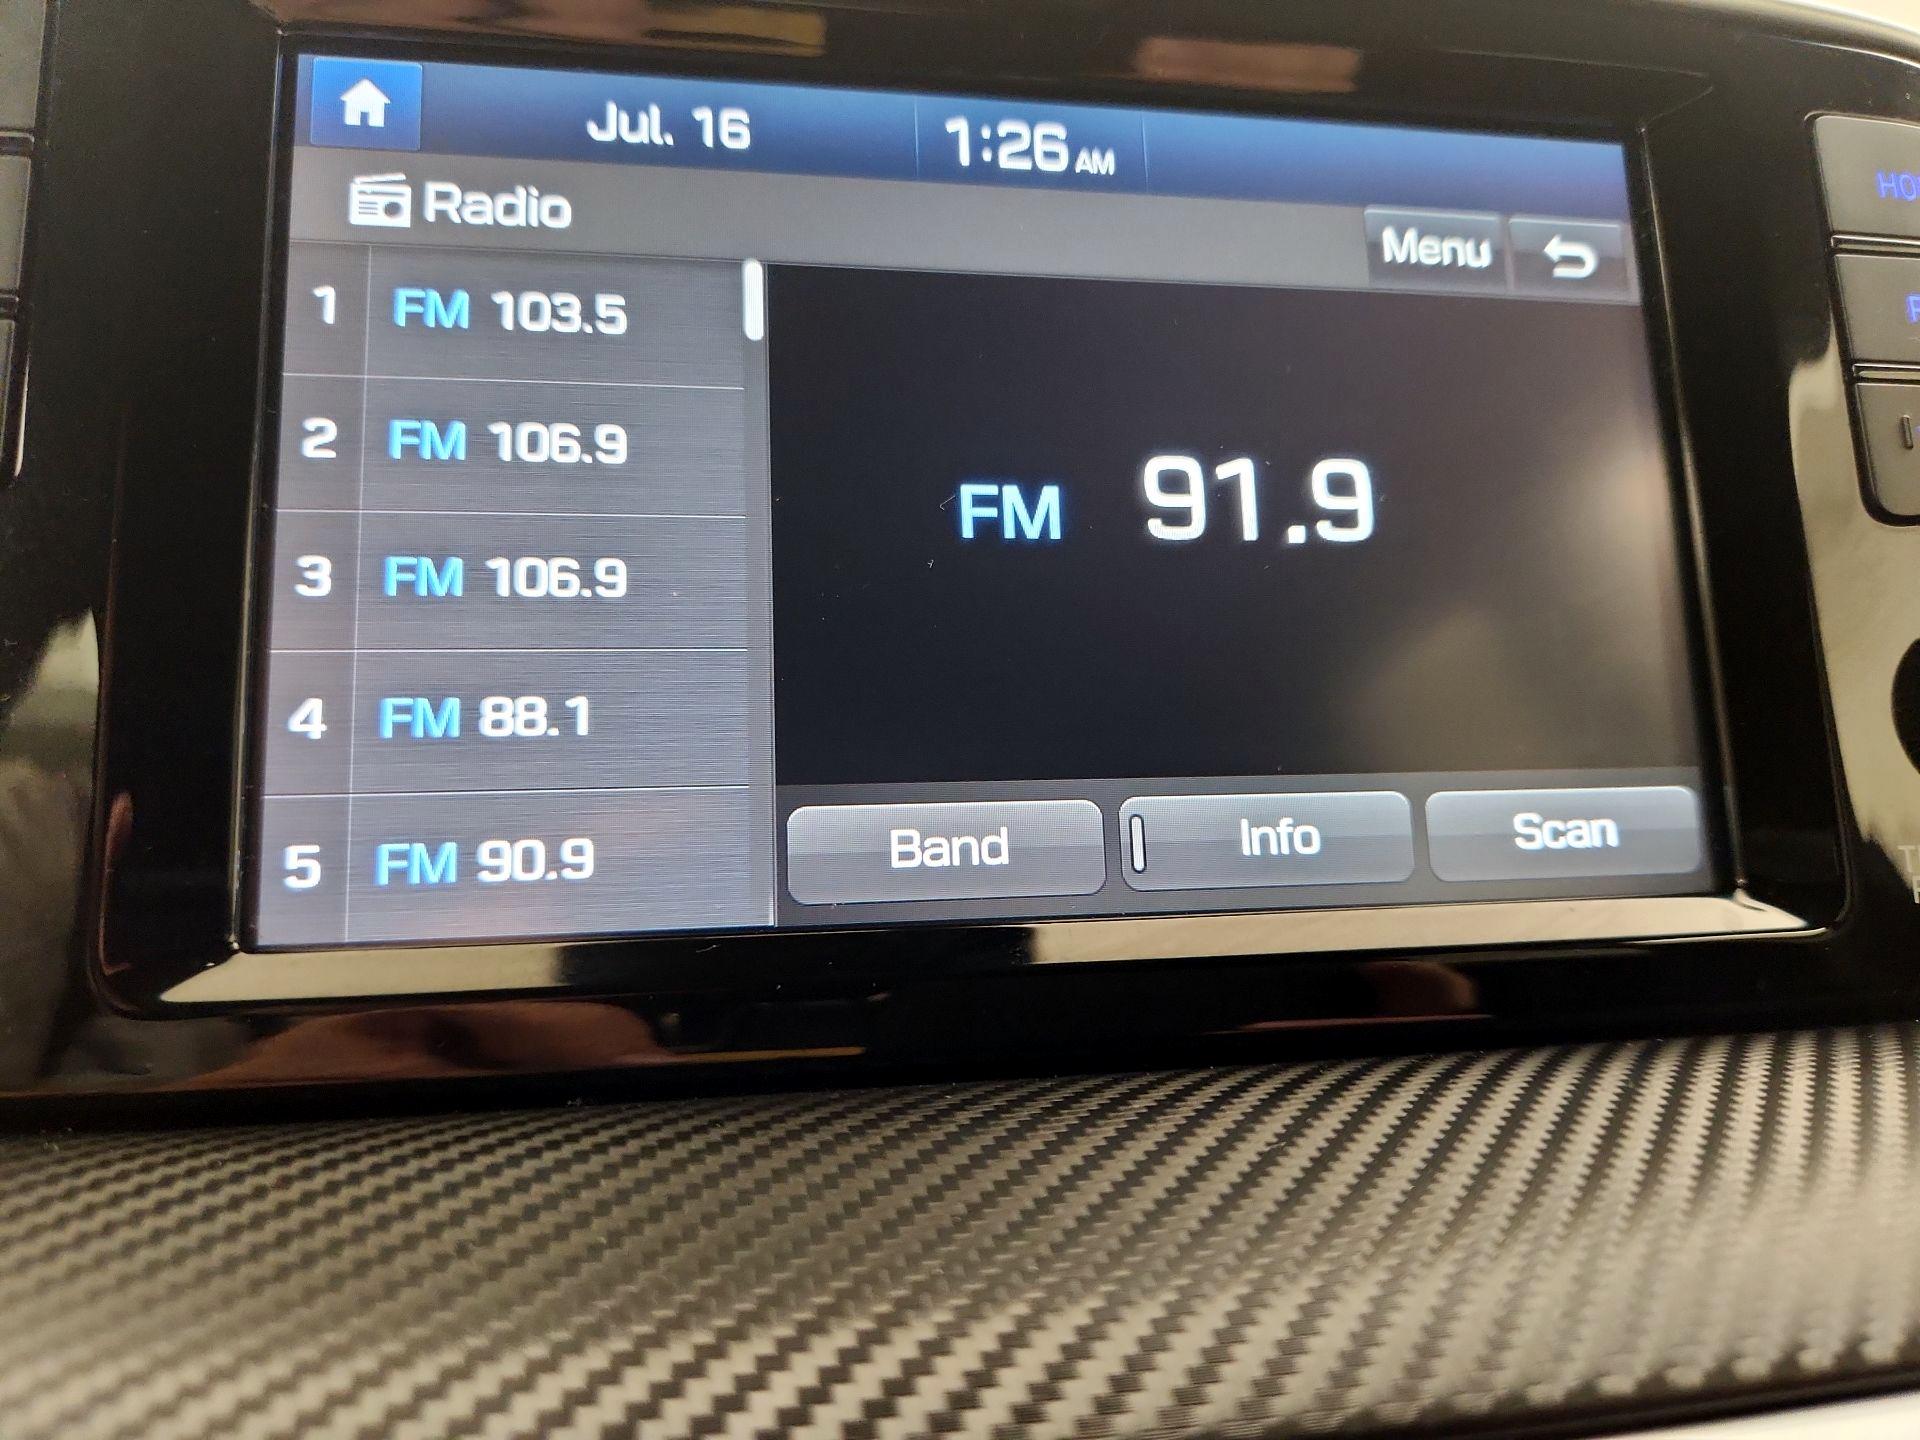 Jul. 16 1:26 AM
Radio
Menu
1 FM 103.5
2 FM 106.9
3 FM 106.9
4 FM 88.1
5 FM 90.9
FM 91.9
Band Info Scan